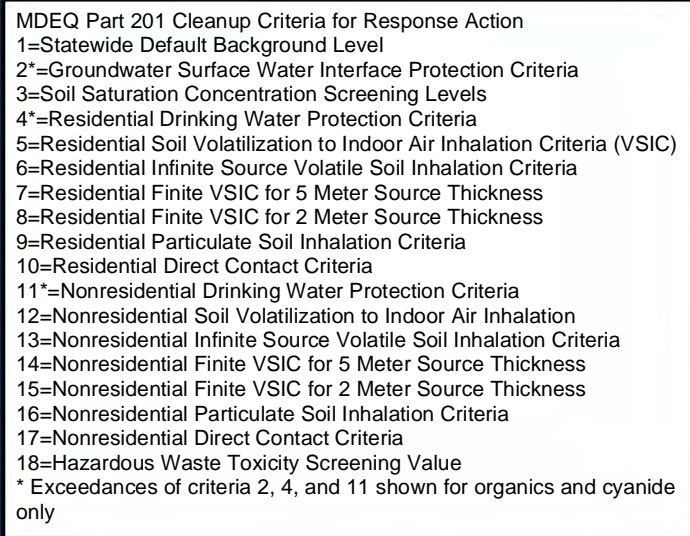 MDEQ Part 201 Cleanup Criteria for Response Action
1=Statewide Default Background Level
2*=Groundwater Surface Water Interface Protection Criteria
3=Soil Saturation Concentration Screening Levels
4*=Residential Drinking Water Protection Criteria
5=Residential Soil Volatilization to Indoor Air Inhalation Criteria (VSIC)
6=Residential Infinite Source Volatile Soil Inhalation Criteria
7=Residential Finite VSIC for 5 Meter Source Thickness
8=Residential Finite VSIC for 2 Meter Source Thickness
9=Residential Particulate Soil Inhalation Criteria
10=Residential Direct Contact Criteria
11*=Nonresidential Drinking Water Protection Criteria
12=Nonresidential Soil Volatilization to Indoor Air Inhalation
13=Nonresidential Infinite Source Volatile Soil Inhalation Criteria
14=Nonresidential Finite VSIC for 5 Meter Source Thickness
15=Nonresidential Finite VSIC for 2 Meter Source Thickness
16=Nonresidential Particulate Soil Inhalation Criteria
17=Nonresidential Direct Contact Criteria
18=Hazardous Waste Toxicity Screening Value
* Exceedances of criteria 2, 4, and 11 shown for organics and cyanide
only